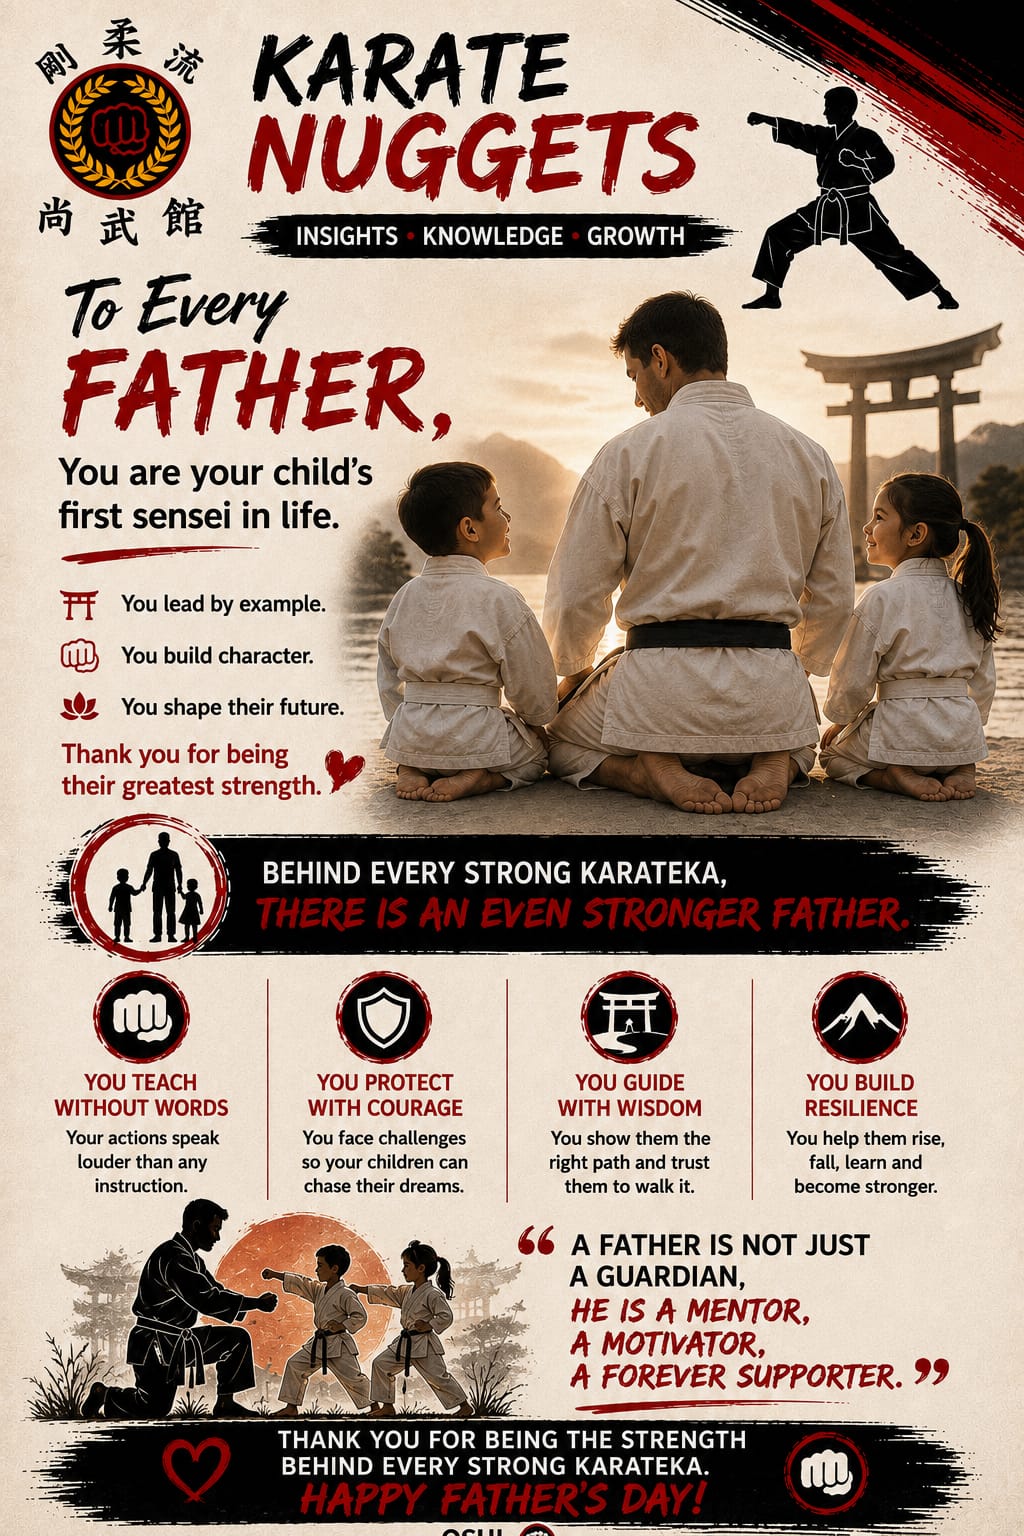 剛柔流
尚武館
KARATE
NUGGETS
INSIGHTS • KNOWLEDGE • GROWTH
To Every
FATHER,
You are your child's
first sensei in life.
You lead by example.
You build character.
You shape their future.
Thank you for being
their greatest strength.
BEHIND EVERY STRONG KARATEKA,
THERE IS AN EVEN STRONGER FATHER.
YOU TEACH
WITHOUT WORDS
Your actions speak
louder than any
instruction.
YOU PROTECT
WITH COURAGE
You face challenges
so your children can
chase their dreams.
YOU GUIDE
WITH WISDOM
You show them the
right path and trust
them to walk it.
YOU BUILD
RESILIENCE
You help them rise,
fall, learn and
become stronger.
“ A FATHER IS NOT JUST
A GUARDIAN,
HE IS A MENTOR,
A MOTIVATOR,
A FOREVER SUPPORTER. ”
THANK YOU FOR BEING THE STRENGTH
BEHIND EVERY STRONG KARATEKA.
HAPPY FATHER'S DAY!